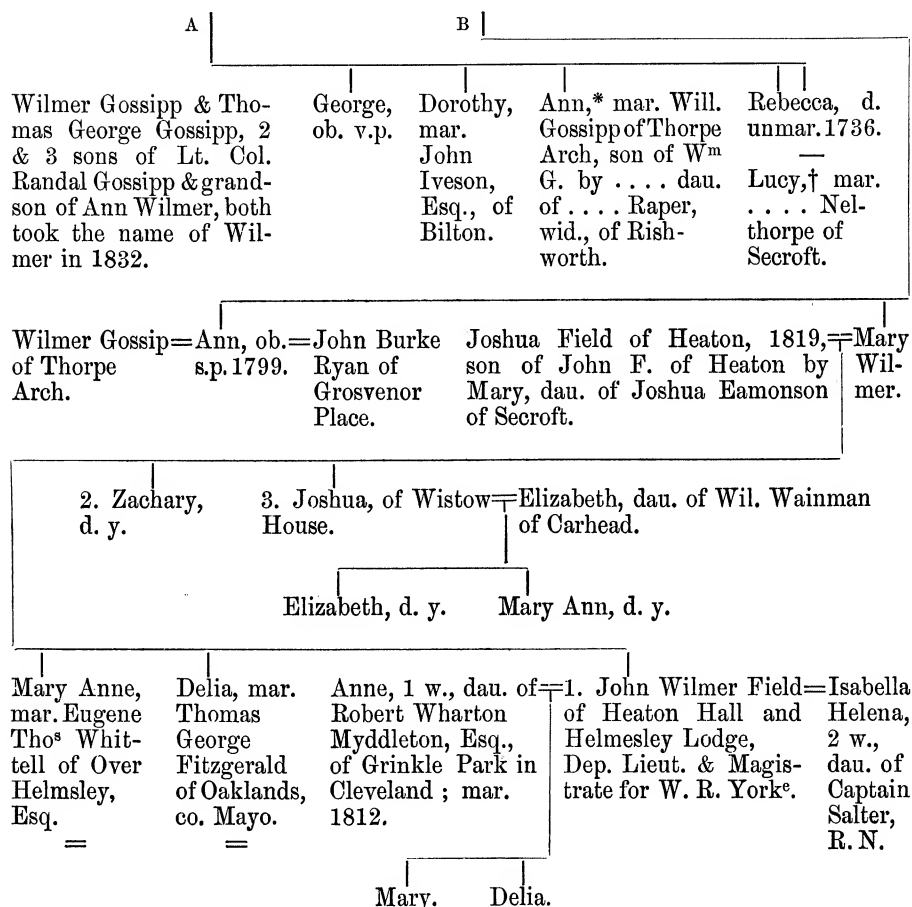 A
B
Wilmer Gossipp & Tho-
mas George Gossipp, 2
& 3 sons of Lt. Col.
Randal Gossipp & grand-
son of Ann Wilmer, both
took the name of Wil-
mer in 1832.
George,
ob. v.p.
Dorothy,
mar.
John
Iveson,
Esq., of
Bilton.
Ann,* mar. Will.
Gossipp of Thorpe
Arch, son of Wᵐ
G. by .... dau.
of .... Raper,
wid., of Rish-
worth.
Rebecca, d.
unmar. 1736.
—
Lucy,† mar.
.... Nel-
thorpe of
Secroft.
Wilmer Gossip=
of Thorpe
Arch.
Ann, ob.=
s.p. 1799.
John Burke
Ryan of
Grosvenor
Place.
Joshua Field of Heaton, 1819,=
son of John F. of Heaton by
Mary, dau. of Joshua Eamonson
of Secroft.
Mary
Wil-
mer.
2. Zachary,
d. y.
3. Joshua, of Wistow=
House.
Elizabeth, dau. of Wil. Wainman
of Carhead.
Elizabeth, d. y.
Mary Ann, d. y.
Mary Anne,
mar. Eugene
Thoˢ Whit-
tell of Over
Helmsley,
Esq.
=
Delia, mar.
Thomas
George
Fitzgerald
of Oaklands,
co. Mayo.
=
Anne, 1 w., dau. of=
Robert Wharton
Myddleton, Esq.,
of Grinkle Park in
Cleveland ; mar.
1812.
1. John Wilmer Field=
of Heaton Hall and
Helmesley Lodge,
Dep. Lieut. & Magis-
trate for W. R. Yorkᵉ.
Isabella
Helena,
2 w.,
dau. of
Captain
Salter,
R. N.
Mary.
Delia.